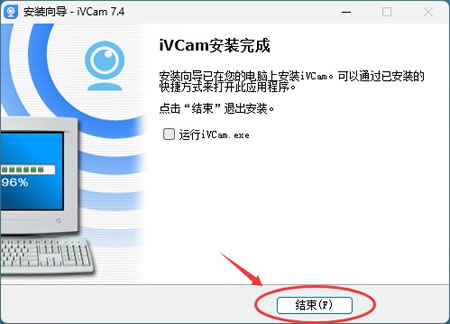 安装向导 - iVCam 7.4
iVCam安装完成
安装向导已在您的电脑上安装iVCam。可以通过已安装的
快捷方式来打开此应用程序。
点击“结束”退出安装。
运行iVCam.exe
96%
结束(F)